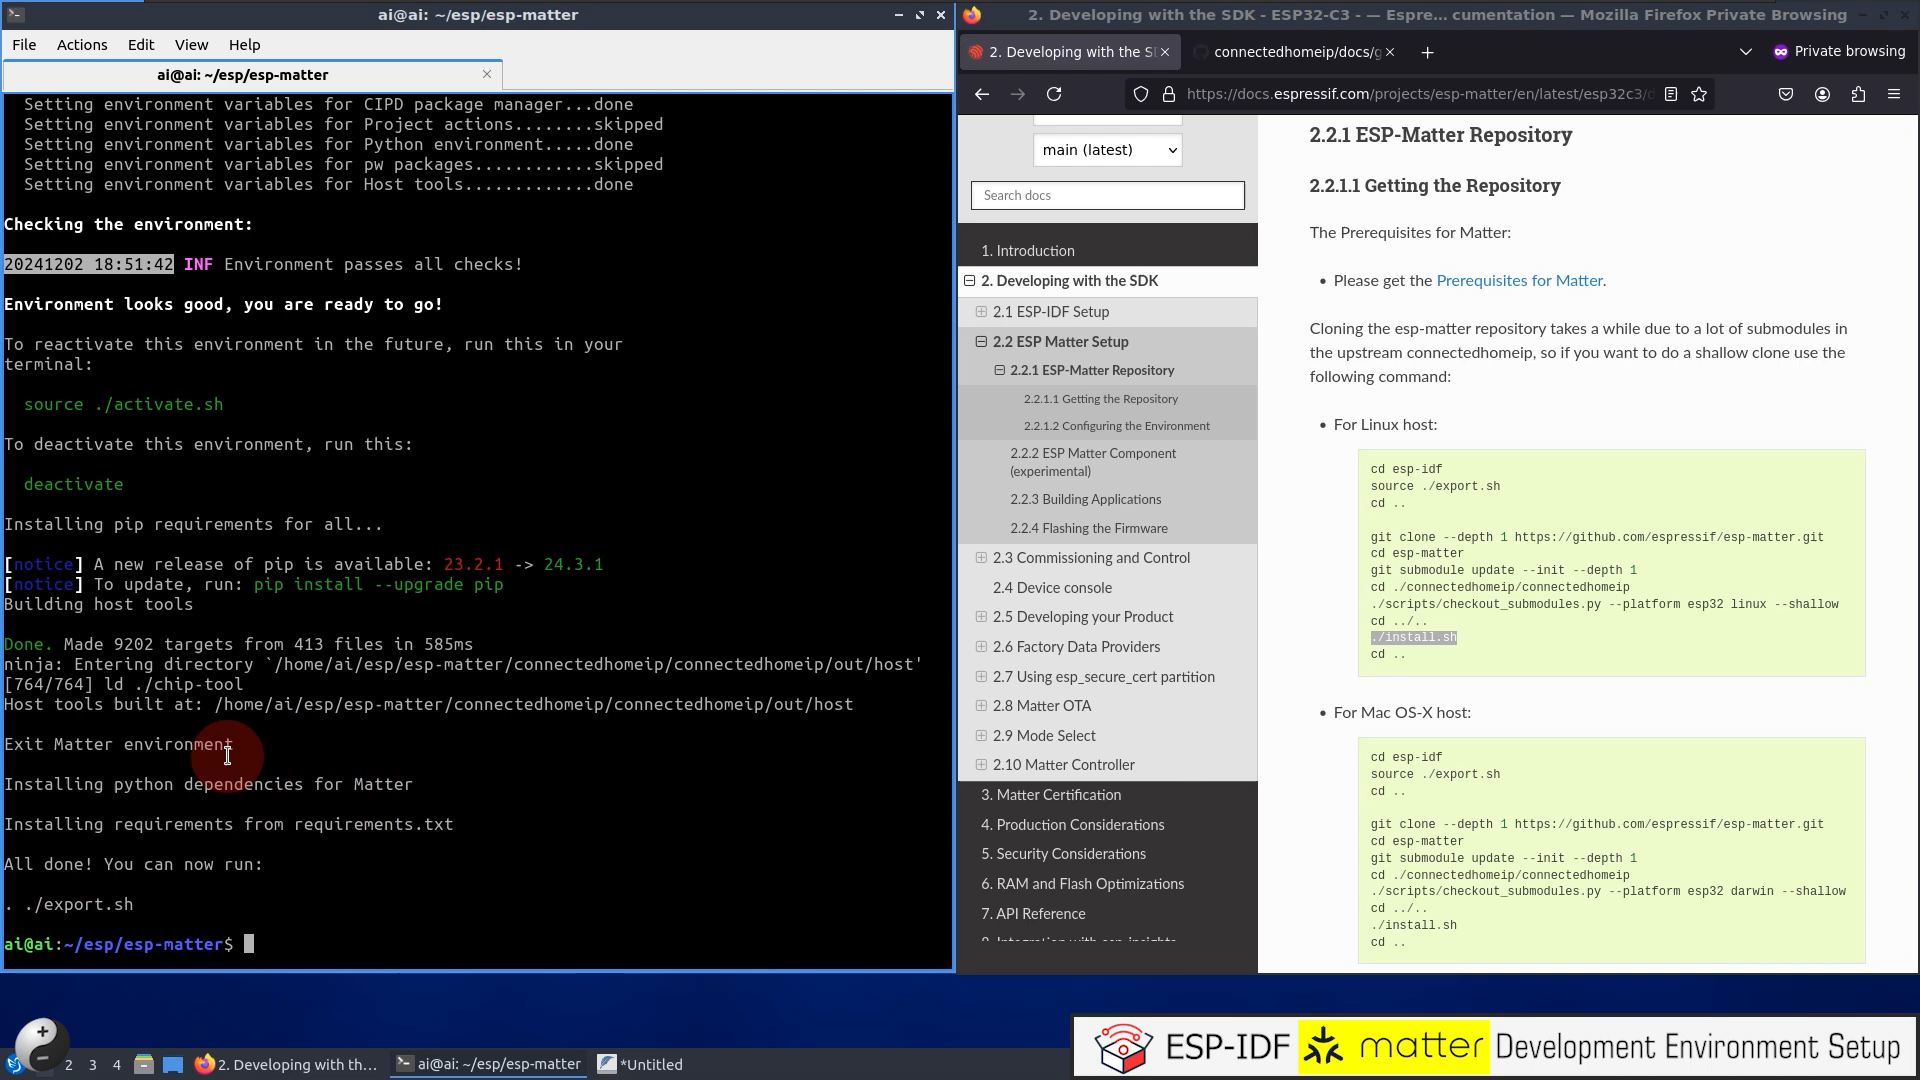 ai@ai: ~/esp/esp-matter
File Actions Edit View Help
ai@ai: ~/esp/esp-matter
Setting environment variables for CIPD package manager...done
Setting environment variables for Project actions........skipped
Setting environment variables for Python environment.....done
Setting environment variables for pw packages............skipped
Setting environment variables for Host tools.............done
Checking the environment:
20241202 18:51:42 INF Environment passes all checks!
Environment looks good, you are ready to go!
To reactivate this environment in the future, run this in your
terminal:
source ./activate.sh
To deactivate this environment, run this:
deactivate
Installing pip requirements for all...
[notice] A new release of pip is available: 23.2.1 -> 24.3.1
[notice] To update, run: pip install --upgrade pip
Building host tools
Done. Made 9202 targets from 413 files in 585ms
ninja: Entering directory `/home/ai/esp/esp-matter/connectedhomeip/connectedhomeip/out/host'
[764/764] ld ./chip-tool
Host tools built at: /home/ai/esp/esp-matter/connectedhomeip/connectedhomeip/out/host
Exit Matter environment
Installing python dependencies for Matter
Installing requirements from requirements.txt
All done! You can now run:
. ./export.sh
ai@ai:~/esp/esp-matter$
2. Developing with the SDK - ESP32-C3 - — Espre… cumentation — Mozilla Firefox Private Browsing
2. Developing with the S
connectedhomeip/docs/g
Private browsing
https://docs.espressif.com/projects/esp-matter/en/latest/esp32c3/
main (latest)
Search docs
1. Introduction
2. Developing with the SDK
2.1 ESP-IDF Setup
2.2 ESP Matter Setup
2.2.1 ESP-Matter Repository
2.2.1.1 Getting the Repository
2.2.1.2 Configuring the Environment
2.2.2 ESP Matter Component
(experimental)
2.2.3 Building Applications
2.2.4 Flashing the Firmware
2.3 Commissioning and Control
2.4 Device console
2.5 Developing your Product
2.6 Factory Data Providers
2.7 Using esp_secure_cert partition
2.8 Matter OTA
2.9 Mode Select
2.10 Matter Controller
3. Matter Certification
4. Production Considerations
5. Security Considerations
6. RAM and Flash Optimizations
7. API Reference
2.2.1 ESP-Matter Repository
2.2.1.1 Getting the Repository
The Prerequisites for Matter:
• Please get the Prerequisites for Matter.
Cloning the esp-matter repository takes a while due to a lot of submodules in
the upstream connectedhomeip, so if you want to do a shallow clone use the
following command:
• For Linux host:
cd esp-idf
source ./export.sh
cd ..
git clone --depth 1 https://github.com/espressif/esp-matter.git
cd esp-matter
git submodule update --init --depth 1
cd ./connectedhomeip/connectedhomeip
./scripts/checkout_submodules.py --platform esp32 linux --shallow
cd ../..
./install.sh
cd ..
• For Mac OS-X host:
cd esp-idf
source ./export.sh
cd ..
git clone --depth 1 https://github.com/espressif/esp-matter.git
cd esp-matter
git submodule update --init --depth 1
cd ./connectedhomeip/connectedhomeip
./scripts/checkout_submodules.py --platform esp32 darwin --shallow
cd ../..
./install.sh
cd ..
2 3 4
2. Developing with th...
ai@ai: ~/esp/esp-matter
*Untitled
ESP-IDF matter Development Environment Setup